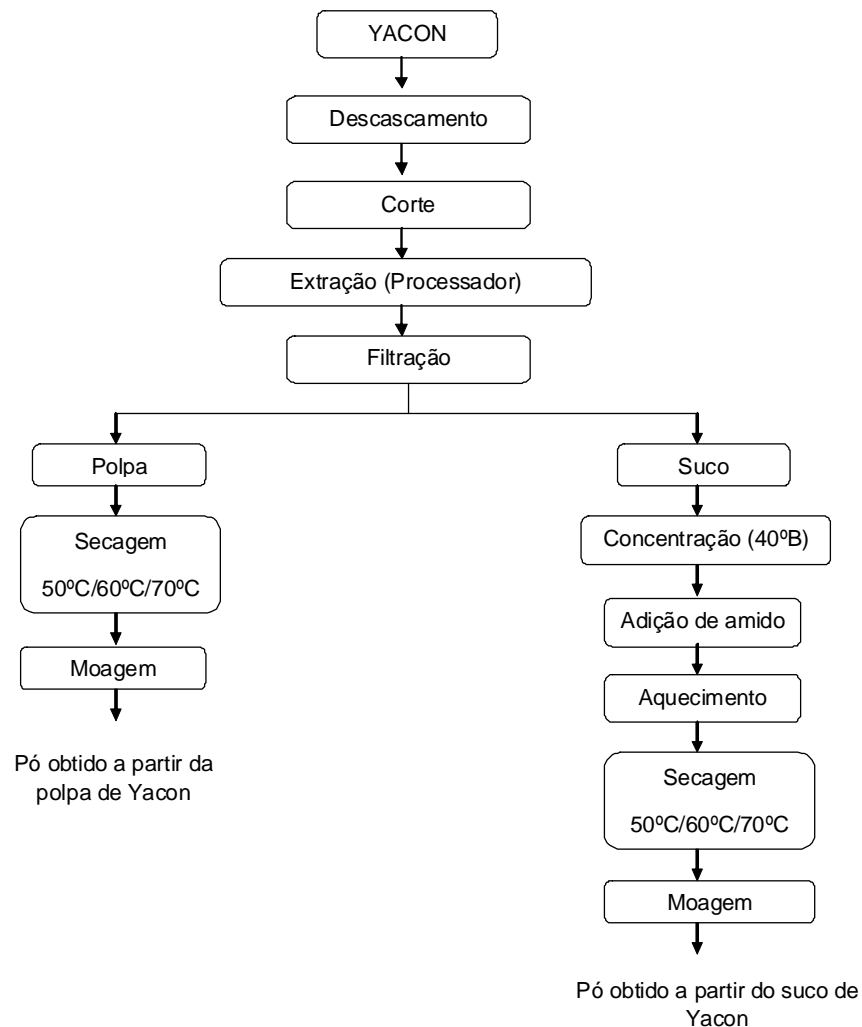 YACON
Descascamento
Corte
Extração (Processador)
Filtração
Polpa
Secagem
50ºC/60ºC/70ºC
Moagem
Pó obtido a partir da
polpa de Yacon
Suco
Concentração (40ºB)
Adição de amido
Aquecimento
Secagem
50ºC/60ºC/70ºC
Moagem
Pó obtido a partir do suco de
Yacon